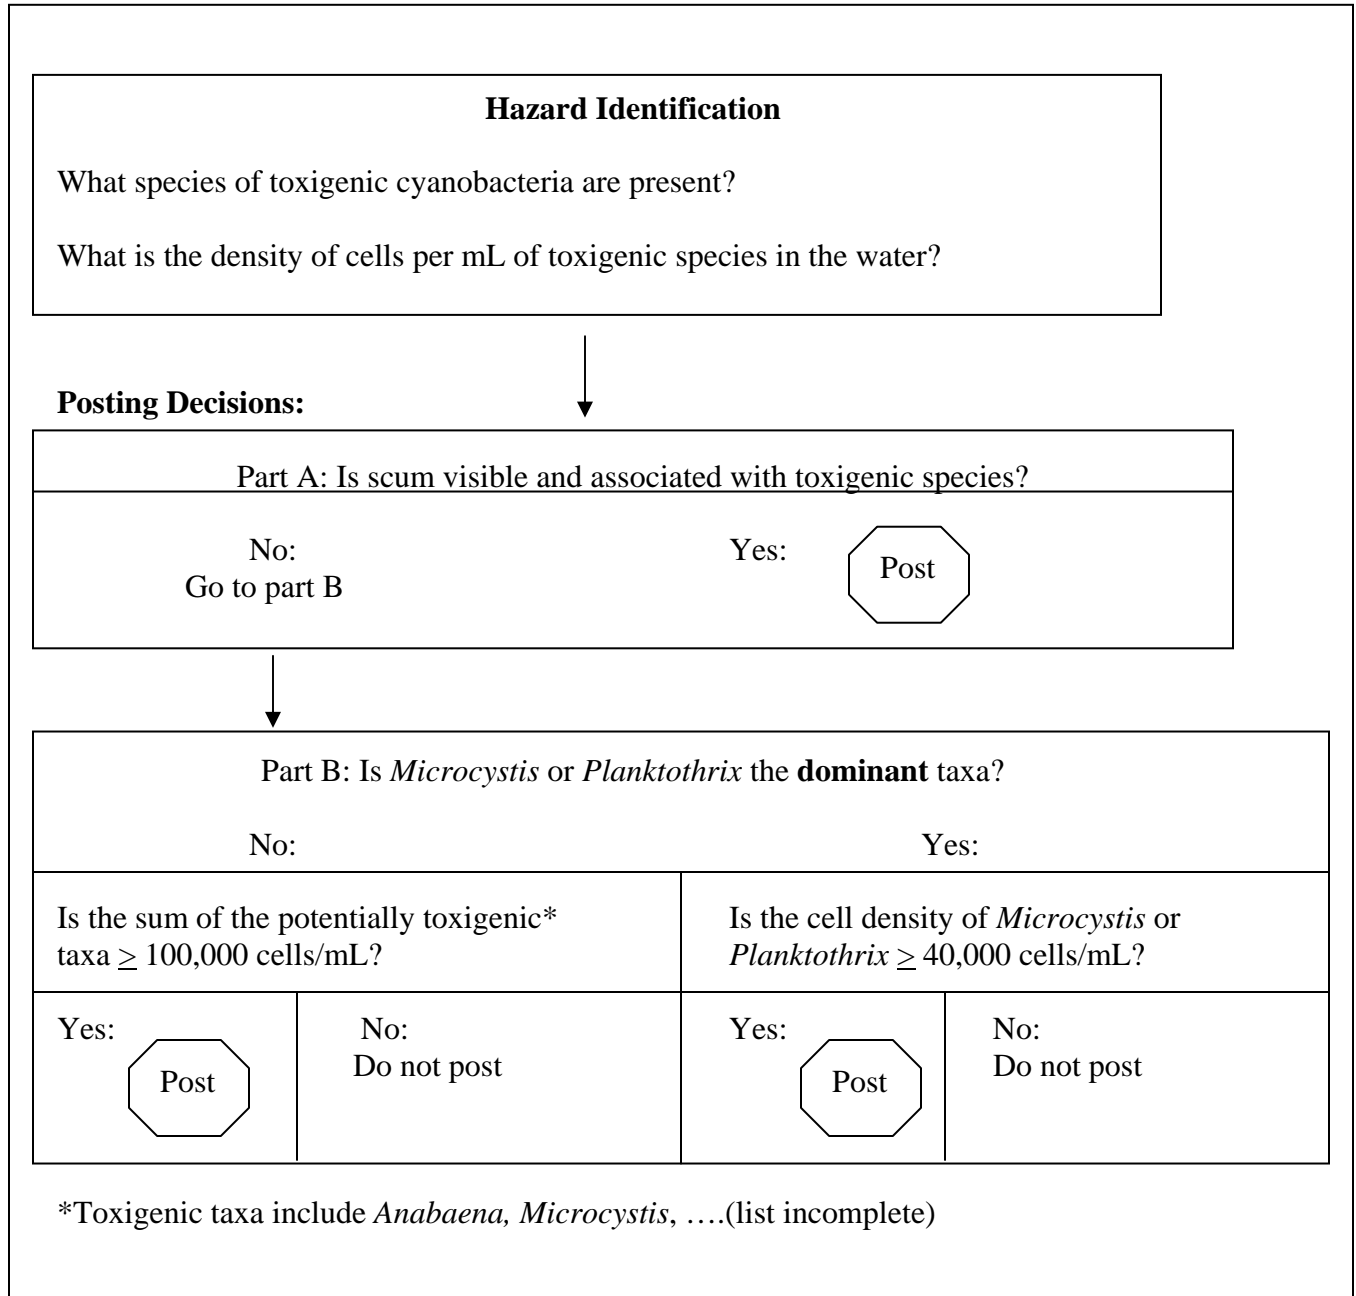 Hazard Identification
What species of toxigenic cyanobacteria are present?
What is the density of cells per mL of toxigenic species in the water?
Posting Decisions:
Part A: Is scum visible and associated with toxigenic species?
No:
Go to part B
Yes:
Post
Part B: Is Microcystis or Planktothrix the dominant taxa?
No:
Yes:
Is the sum of the potentially toxigenic*
taxa ≥ 100,000 cells/mL?
Is the cell density of Microcystis or
Planktothrix ≥ 40,000 cells/mL?
Yes:
Post
No:
Do not post
Yes:
Post
No:
Do not post
*Toxigenic taxa include Anabaena, Microcystis, ….(list incomplete)